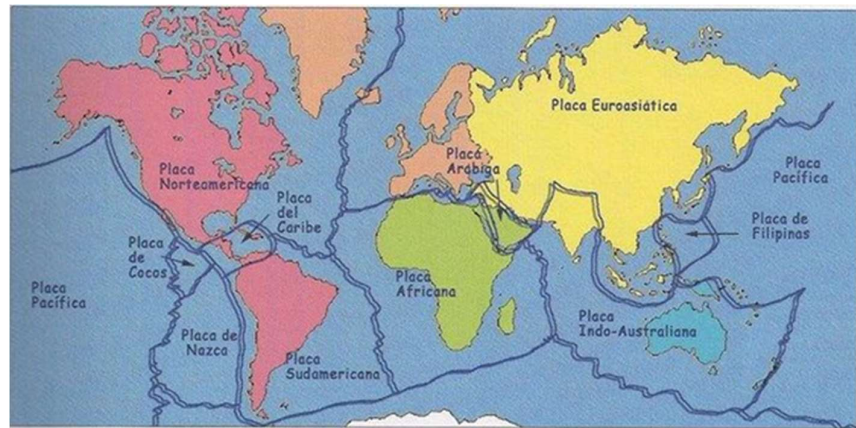 Placa Euroasiática
Placa
Arábiga
Placa
Norteamericana
Placa
del
Caribe
Placa
Pacífica
Placa de
Filipinas
Placa
de
Cocos
Placa
Africana
Placa
Pacífica
Placa
Indo-Australiana
Placa de
Nazca
Placa
Sudamericana